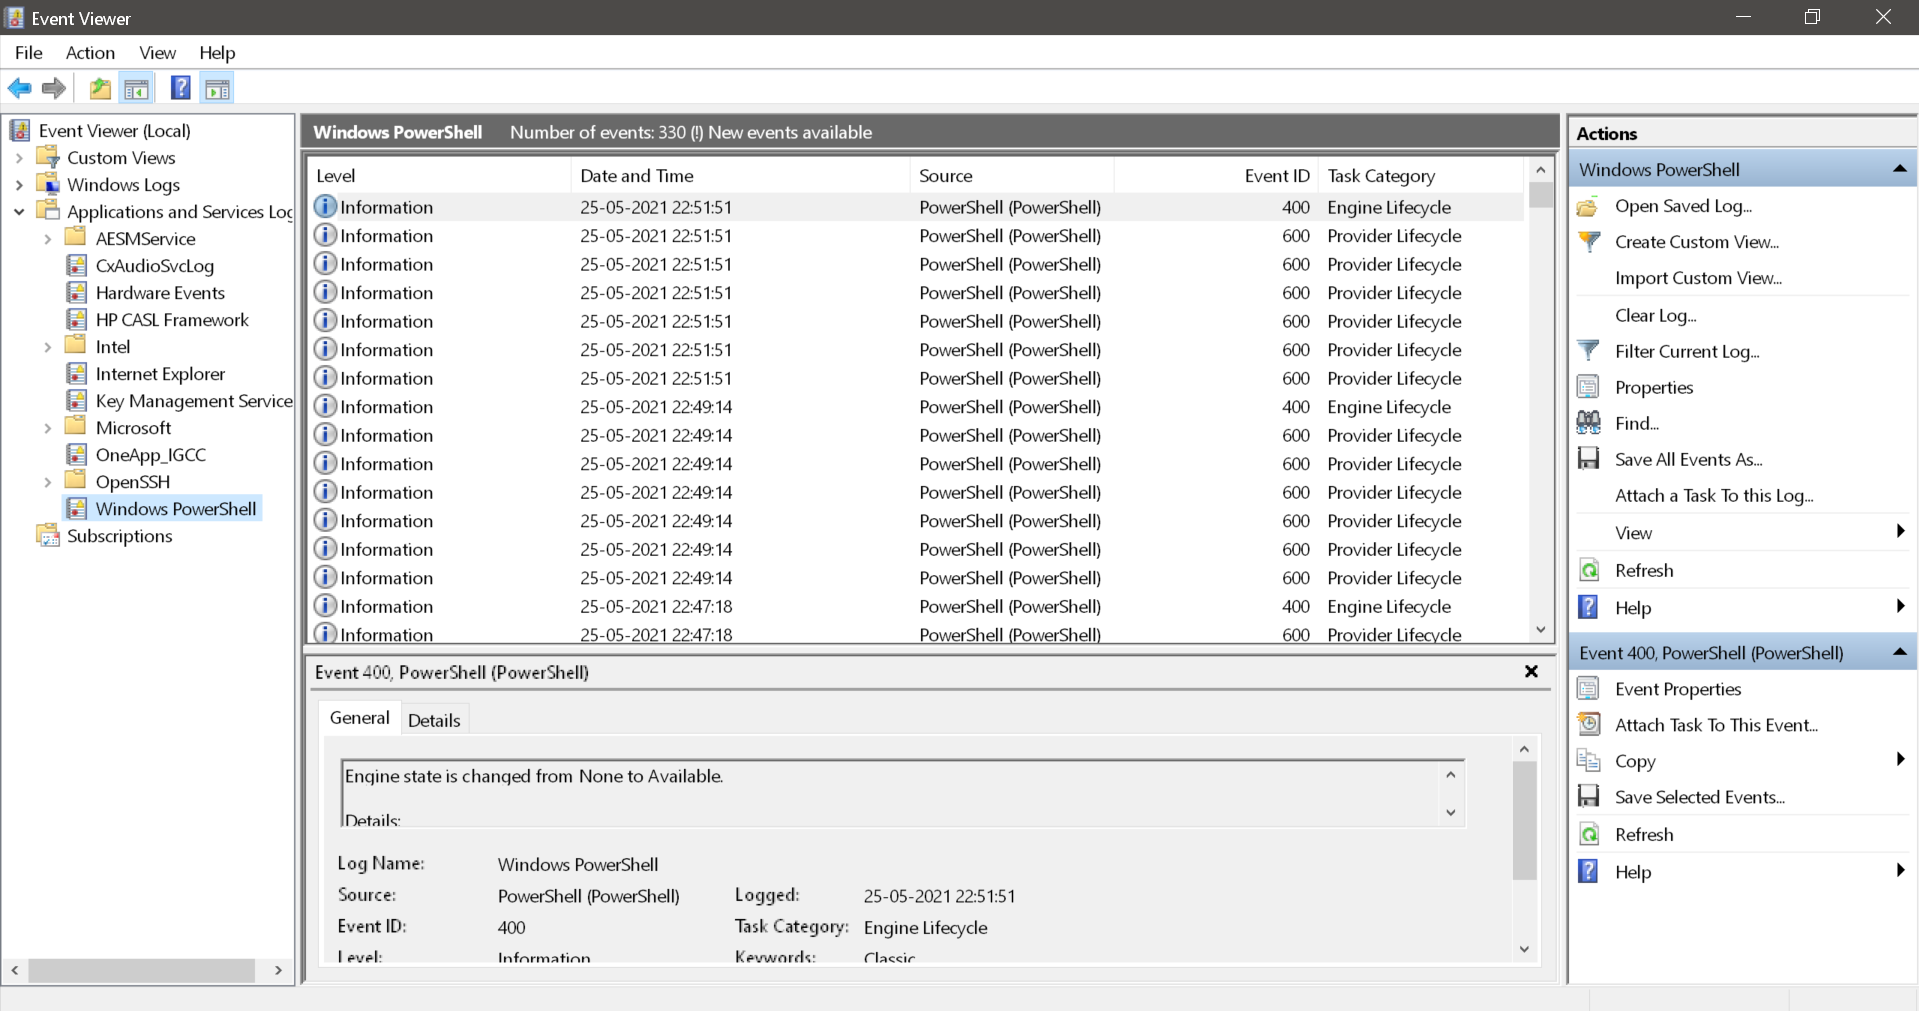 Event Viewer
File Action View Help
Event Viewer (Local)
Custom Views
Windows Logs
Applications and Services Log
AESMService
CxAudioSvcLog
Hardware Events
HP CASL Framework
Intel
Internet Explorer
Key Management Service
Microsoft
OneApp_IGCC
OpenSSH
Windows PowerShell
Subscriptions
Windows PowerShell Number of events: 330 (!) New events available
Level Date and Time Source Event ID Task Category
Information 25-05-2021 22:51:51 PowerShell (PowerShell) 400 Engine Lifecycle
Information 25-05-2021 22:51:51 PowerShell (PowerShell) 600 Provider Lifecycle
Information 25-05-2021 22:51:51 PowerShell (PowerShell) 600 Provider Lifecycle
Information 25-05-2021 22:51:51 PowerShell (PowerShell) 600 Provider Lifecycle
Information 25-05-2021 22:51:51 PowerShell (PowerShell) 600 Provider Lifecycle
Information 25-05-2021 22:51:51 PowerShell (PowerShell) 600 Provider Lifecycle
Information 25-05-2021 22:51:51 PowerShell (PowerShell) 600 Provider Lifecycle
Information 25-05-2021 22:49:14 PowerShell (PowerShell) 400 Engine Lifecycle
Information 25-05-2021 22:49:14 PowerShell (PowerShell) 600 Provider Lifecycle
Information 25-05-2021 22:49:14 PowerShell (PowerShell) 600 Provider Lifecycle
Information 25-05-2021 22:49:14 PowerShell (PowerShell) 600 Provider Lifecycle
Information 25-05-2021 22:49:14 PowerShell (PowerShell) 600 Provider Lifecycle
Information 25-05-2021 22:49:14 PowerShell (PowerShell) 600 Provider Lifecycle
Information 25-05-2021 22:49:14 PowerShell (PowerShell) 600 Provider Lifecycle
Information 25-05-2021 22:47:18 PowerShell (PowerShell) 400 Engine Lifecycle
Information 25-05-2021 22:47:18 PowerShell (PowerShell) 600 Provider Lifecycle
Event 400, PowerShell (PowerShell)
General Details
Engine state is changed from None to Available.
Details:
Log Name: Windows PowerShell
Source: PowerShell (PowerShell) Logged: 25-05-2021 22:51:51
Event ID: 400 Task Category: Engine Lifecycle
Level: Information Keywords: Classic
Actions
Windows PowerShell
Open Saved Log...
Create Custom View...
Import Custom View...
Clear Log...
Filter Current Log...
Properties
Find...
Save All Events As...
Attach a Task To this Log...
View
Refresh
Help
Event 400, PowerShell (PowerShell)
Event Properties
Attach Task To This Event...
Copy
Save Selected Events...
Refresh
Help